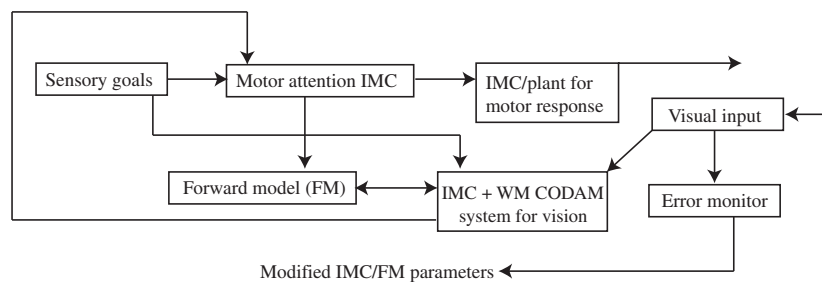 Sensory goals
Motor attention IMC
IMC/plant for
motor response
Visual input
Forward model (FM)
IMC + WM CODAM
system for vision
Error monitor
Modified IMC/FM parameters